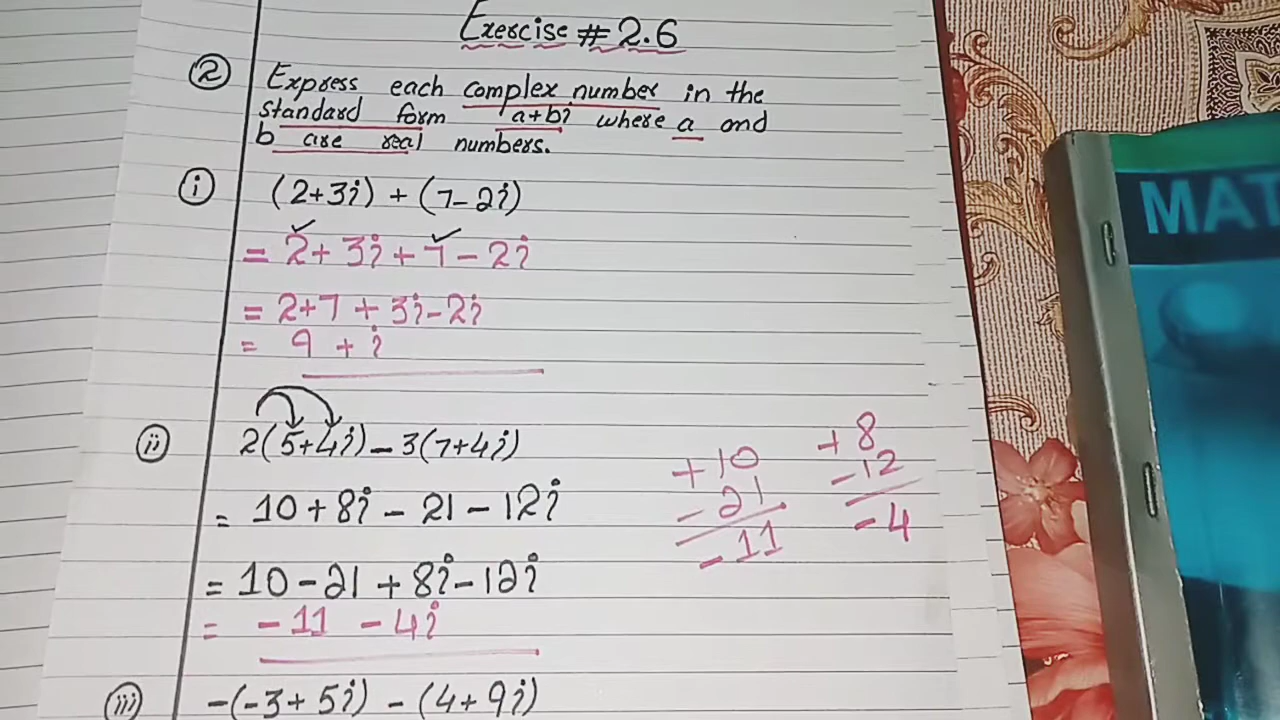 Exercise # 2.6
② Express each complex number in the
standard form a+bi where a and
b are real numbers.
i (2+3i) + (7-2i)
= 2+ 3i + 7 - 2i
= 2+7 + 3i-2i
= 9 + i
ii 2(5+4i) - 3(7+4i)
= 10 + 8i - 21 - 12i
= 10 - 21 + 8i - 12i
= - 11 - 4i
+ 10
- 21
- 11
+ 8
- 12
- 4
iii -(-3 + 5i) - (4 + 9i)
MAT